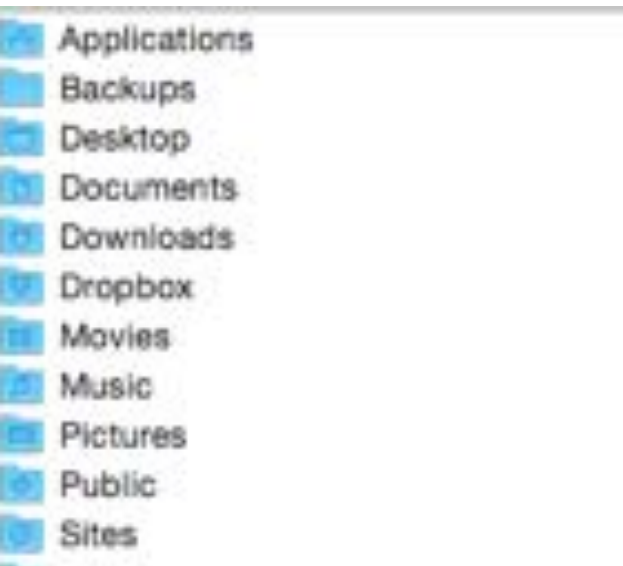 Applications
Backups
Desktop
Documents
Downloads
Dropbox
Movies
Music
Pictures
Public
Sites